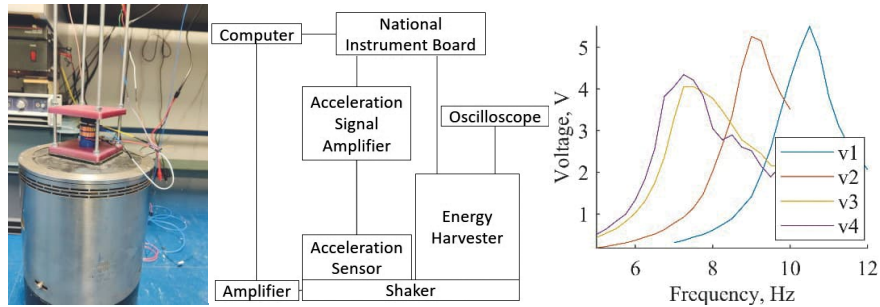 Computer
National
Instrument Board
Acceleration
Signal
Amplifier
Oscilloscope
Energy
Harvester
Acceleration
Sensor
Amplifier
Shaker
Voltage, V
5
4
3
2
1
v1
v2
v3
v4
6
8
10
12
Frequency, Hz